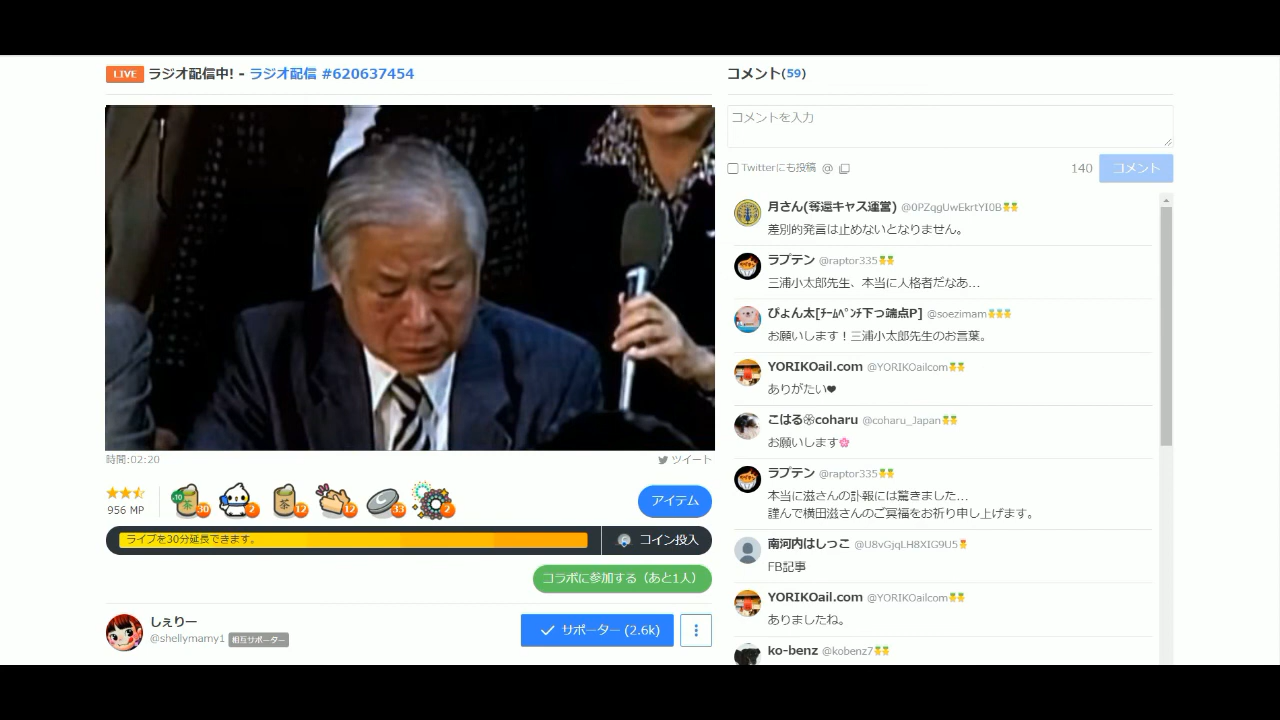 LIVE ラジオ配信中! - ラジオ配信 #620637454
時間:02:20
ツイート
956 MP
×10
30
2
茶
12
12
33
2
アイテム
ライブを30分延長できます。
コイン投入
コラボに参加する（あと1人）
しぇりー
@shellymamy1 相互サポーター
サポーター (2.6k)
コメント(59)
コメントを入力
Twitterにも投稿 @
140
コメント
月さん(奪還キャス運営) @0PZqgUwEkrtYI0B
差別的発言は止めないとなりません。
ラプテン @raptor335
三浦小太郎先生、本当に人格者だなあ…
ぴょん太[ﾁｰﾑﾍﾟﾝﾁ下っ端点P] @soezimam
お願いします！三浦小太郎先生のお言葉。
YORIKOail.com @YORIKOailcom
ありがたい❤
こはる🏵coharu @coharu_Japan
お願いします🌸
ラプテン @raptor335
本当に滋さんの訃報には驚きました…
謹んで横田滋さんのご冥福をお祈り申し上げます。
南河内はしっこ @U8vGjqLH8XIG9U5
FB記事
YORIKOail.com @YORIKOailcom
ありましたね。
ko-benz @kobenz7